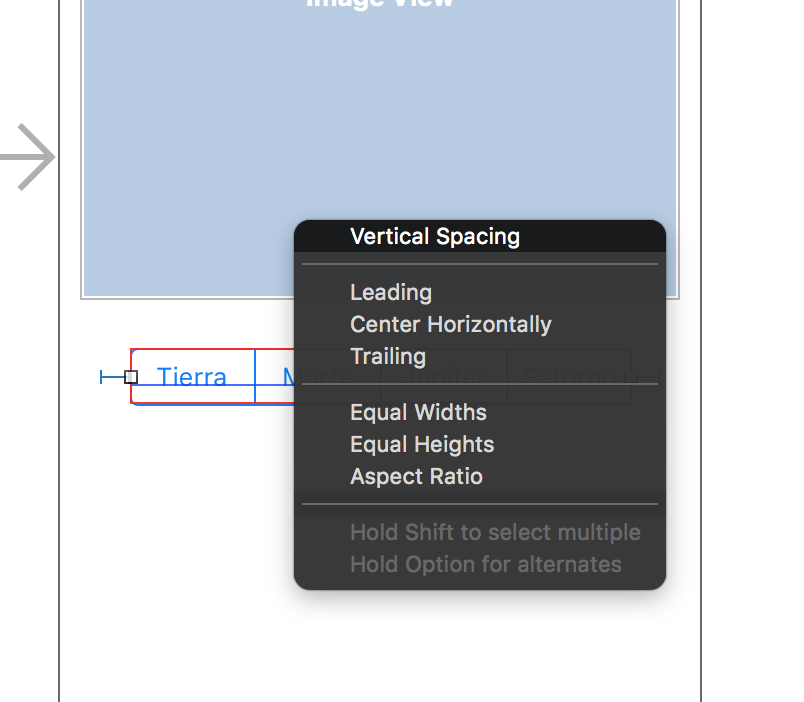 Image View
Vertical Spacing
Leading
Center Horizontally
Trailing
Tierra Marte Jupiter Saturno
Equal Widths
Equal Heights
Aspect Ratio
Hold Shift to select multiple
Hold Option for alternates